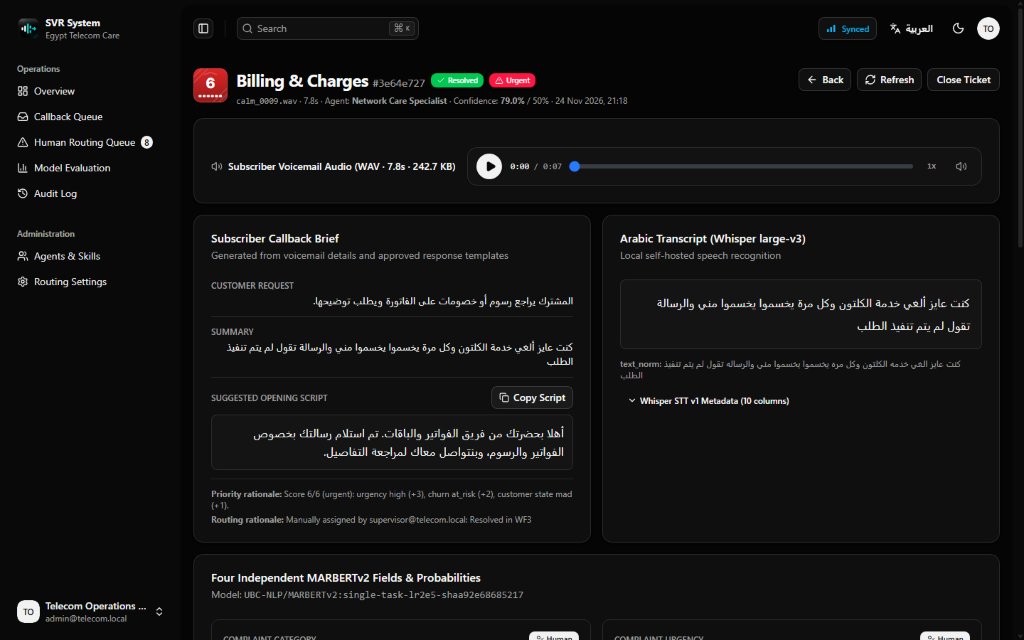 SVR System
Egypt Telecom Care
Operations
Overview
Callback Queue
Human Routing Queue 8
Model Evaluation
Audit Log
Administration
Agents & Skills
Routing Settings
TO
Telecom Operations ...
admin@telecom.local
Search ⌘ K
Synced
العربية
TO
6
Billing & Charges #3e64e727 Resolved Urgent
calm_0009.wav · 7.8s · Agent: Network Care Specialist · Confidence: 79.0% / 50% · 24 Nov 2026, 21:18
Back
Refresh
Close Ticket
Subscriber Voicemail Audio (WAV · 7.8s · 242.7 KB)
0:00 / 0:07
1x
Subscriber Callback Brief
Generated from voicemail details and approved response templates
CUSTOMER REQUEST
المشترك يراجع رسوم أو خصومات على الفاتورة ويطلب توضيحها.
SUMMARY
كنت عايز ألغي خدمة الكلتون وكل مرة يخسموا يخسموا مني والرسالة تقول لم يتم تنفيذ
الطلب
SUGGESTED OPENING SCRIPT
Copy Script
أهلا بحضرتك من فريق الفواتير والباقات. تم استلام رسالتك بخصوص
الفواتير والرسوم، وبنتواصل معاك لمراجعة التفاصيل.
Priority rationale: Score 6/6 (urgent): urgency high (+3), churn at_risk (+2), customer state mad
(+1).
Routing rationale: Manually assigned by supervisor@telecom.local: Resolved in WF3
Arabic Transcript (Whisper large-v3)
Local self-hosted speech recognition
كنت عايز ألغي خدمة الكلتون وكل مرة يخسموا يخسموا مني والرسالة
تقول لم يتم تنفيذ الطلب
text_norm: كنت عايز الغي خدمه الكلتون وكل مره يخسموا يخسموا مني والرساله تقول لم يتم تنفيذ
الطلب
Whisper STT v1 Metadata (10 columns)
Four Independent MARBERTv2 Fields & Probabilities
Model: UBC-NLP/MARBERTv2:single-task-lr2e5-shaa92e68685217
COMPLAINT CATEGORY
Human
COMPLAINT URGENCY
Human